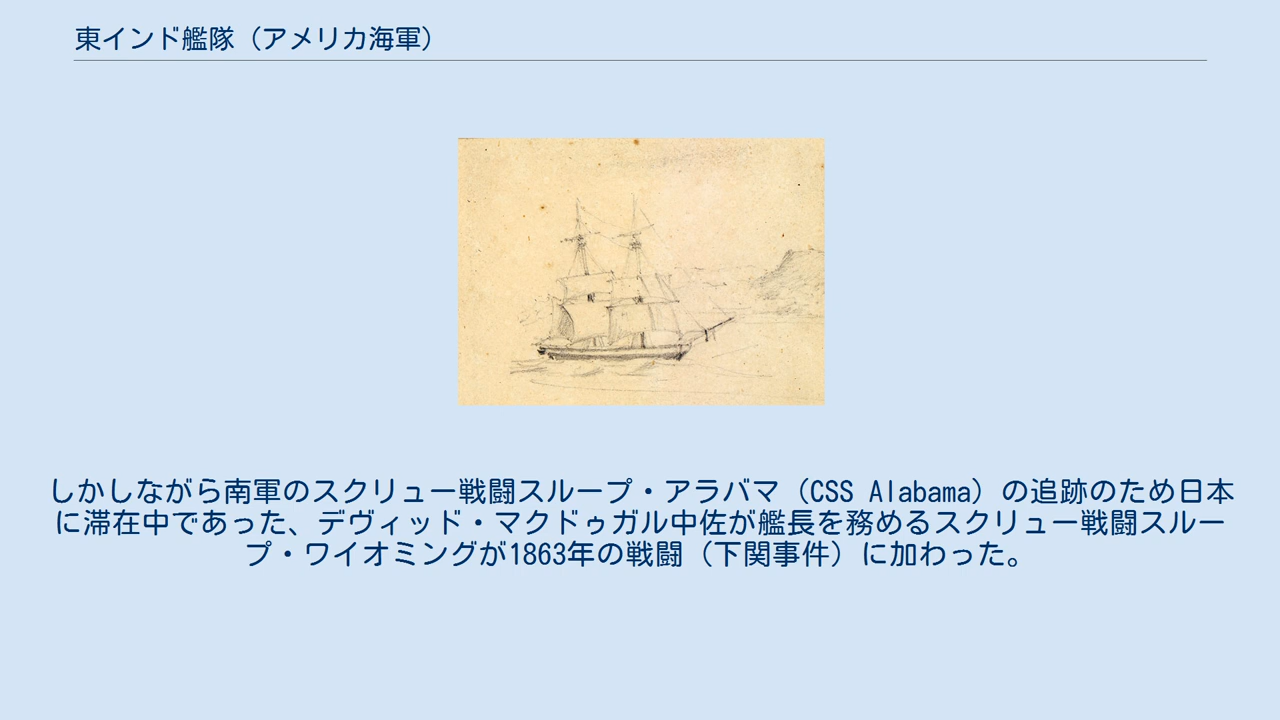 東インド艦隊（アメリカ海軍）
しかしながら南軍のスクリュー戦闘スループ・アラバマ（CSS Alabama）の追跡のため日本
に滞在中であった、デヴィッド・マクドゥガル中佐が艦長を務めるスクリュー戦闘スルー
プ・ワイオミングが1863年の戦闘（下関事件）に加わった。